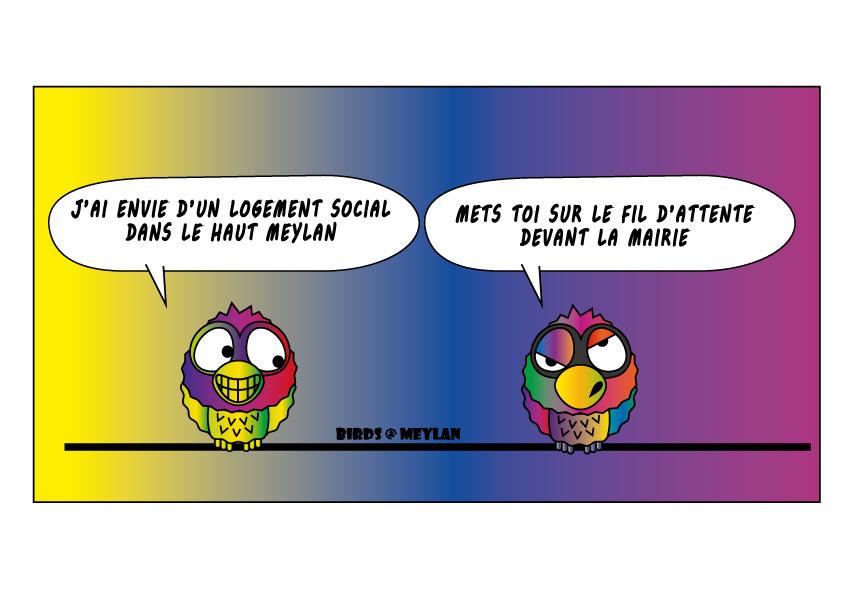 J'AI ENVIE D'UN LOGEMENT SOCIAL
DANS LE HAUT MEYLAN
METS TOI SUR LE FIL D'ATTENTE
DEVANT LA MAIRIE
BIRDS @ MEYLAN